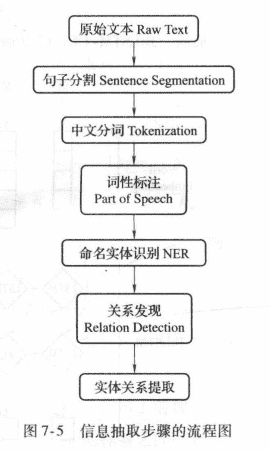 原始文本 Raw Text
句子分割 Sentence Segmentation
中文分词 Tokenization
词性标注
Part of Speech
命名实体识别 NER
关系发现
Relation Detection
实体关系提取
图 7-5 信息抽取步骤的流程图